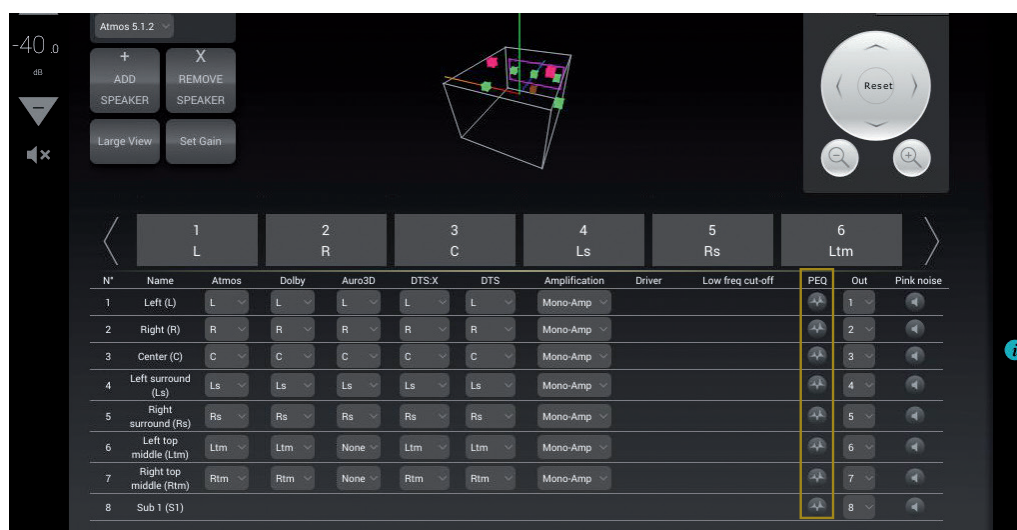 Atmos 5.1.2
-40.0
dB
+
ADD
SPEAKER
X
REMOVE
SPEAKER
Large View
Set Gain
Reset
1
L
2
R
3
C
4
Ls
5
Rs
6
Ltm
N° Name Atmos Dolby Auro3D DTS:X DTS Amplification Driver Low freq cut-off PEQ Out Pink noise
1 Left (L) L L L L L Mono-Amp 1
2 Right (R) R R R R R Mono-Amp 2
3 Center (C) C C C C C Mono-Amp 3
4 Left surround (Ls) Ls Ls Ls Ls Ls Mono-Amp 4
5 Right surround (Rs) Rs Rs Rs Rs Rs Mono-Amp 5
6 Left top middle (Ltm) Ltm Ltm None Ltm Ltm Mono-Amp 6
7 Right top middle (Rtm) Rtm Rtm None Rtm Rtm Mono-Amp 7
8 Sub 1 (S1) 8
i